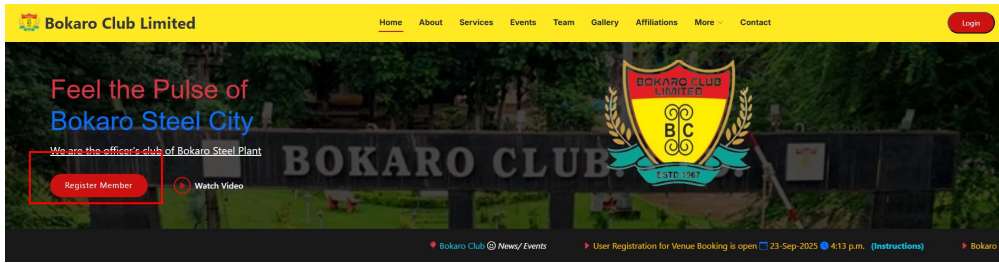 Bokaro Club Limited
Home About Services Events Team Gallery Affiliations More Contact
Login
Feel the Pulse of
Bokaro Steel City
We are the officer's club of Bokaro Steel Plant
Register Member
Watch Video
BOKARO CLUB
BOKARO CLUB
LIMITED
B C
ESTD 1967
Bokaro Club News/ Events User Registration for Venue Booking is open 23-Sep-2025 4:13 p.m. (Instructions) Bokaro